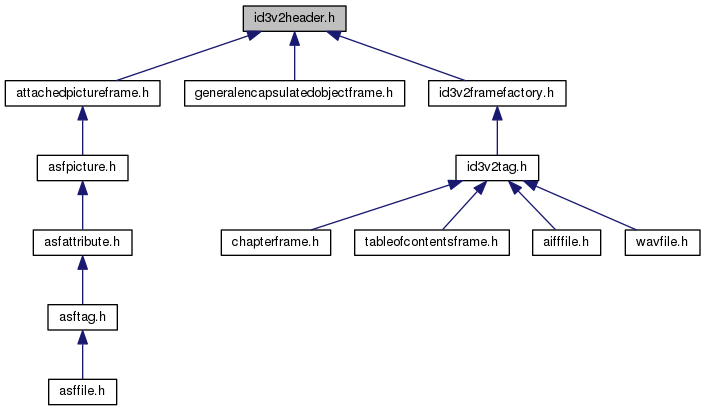 id3v2header.h
attachedpictureframe.h
generalencapsulatedobjectframe.h
id3v2framefactory.h
asfpicture.h
id3v2tag.h
asfattribute.h
chapterframe.h
tableofcontentsframe.h
aifffile.h
wavfile.h
asftag.h
asffile.h